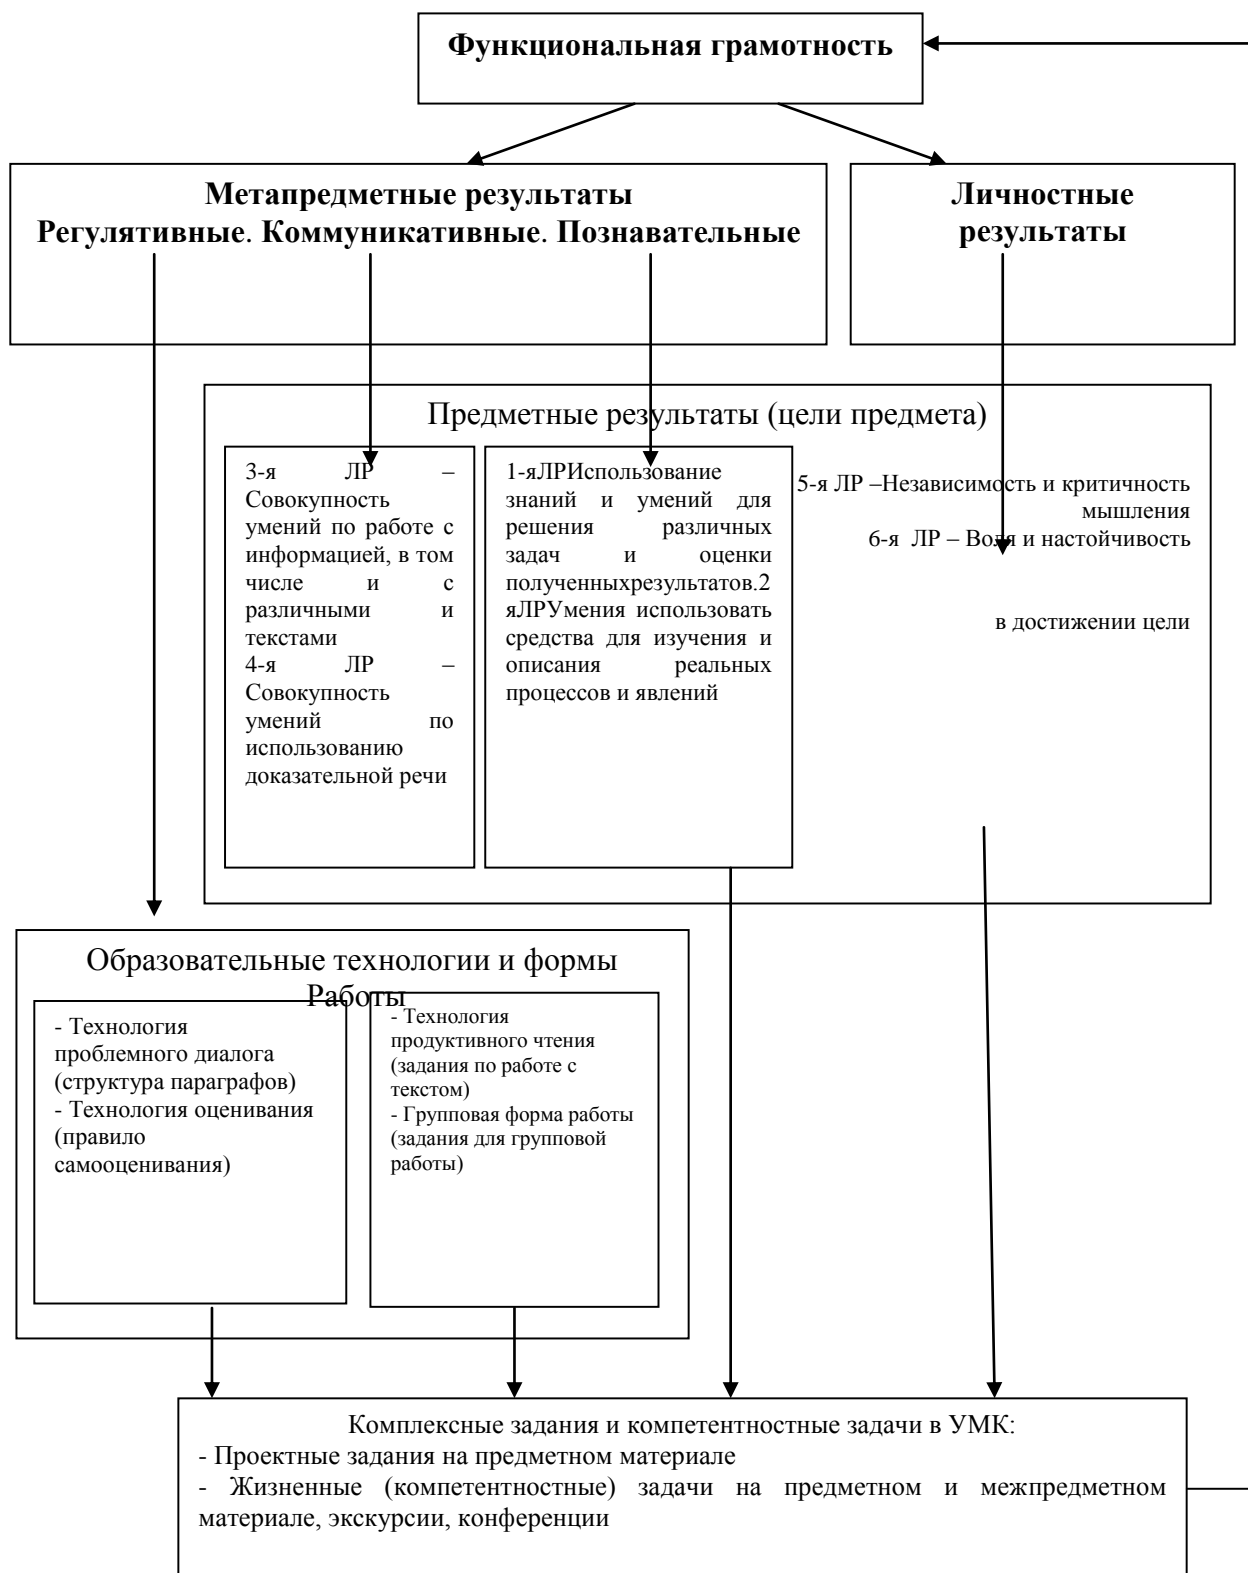 Функциональная грамотность
Метапредметные результаты
Регулятивные. Коммуникативные. Познавательные
Личностные
результаты
Предметные результаты (цели предмета)
3-я ЛР –
Совокупность
умений по работе с
информацией, в том
числе и с
различными и
текстами
4-я ЛР –
Совокупность
умений по
использованию
доказательной речи
1-яЛРИспользование
знаний и умений для
решения различных
задач и оценки
полученныхрезультатов.2
яЛРУмения использовать
средства для изучения и
описания реальных
процессов и явлений
5-я ЛР –Независимость и критичность
мышления
6-я ЛР – Воля и настойчивость
в достижении цели
Образовательные технологии и формы
Работы
- Технология
проблемного диалога
(структура параграфов)
- Технология оценивания
(правило
самооценивания)
- Технология
продуктивного чтения
(задания по работе с
текстом)
- Групповая форма работы
(задания для групповой
работы)
Комплексные задания и компетентностные задачи в УМК:
- Проектные задания на предметном материале
- Жизненные (компетентностные) задачи на предметном и межпредметном
материале, экскурсии, конференции